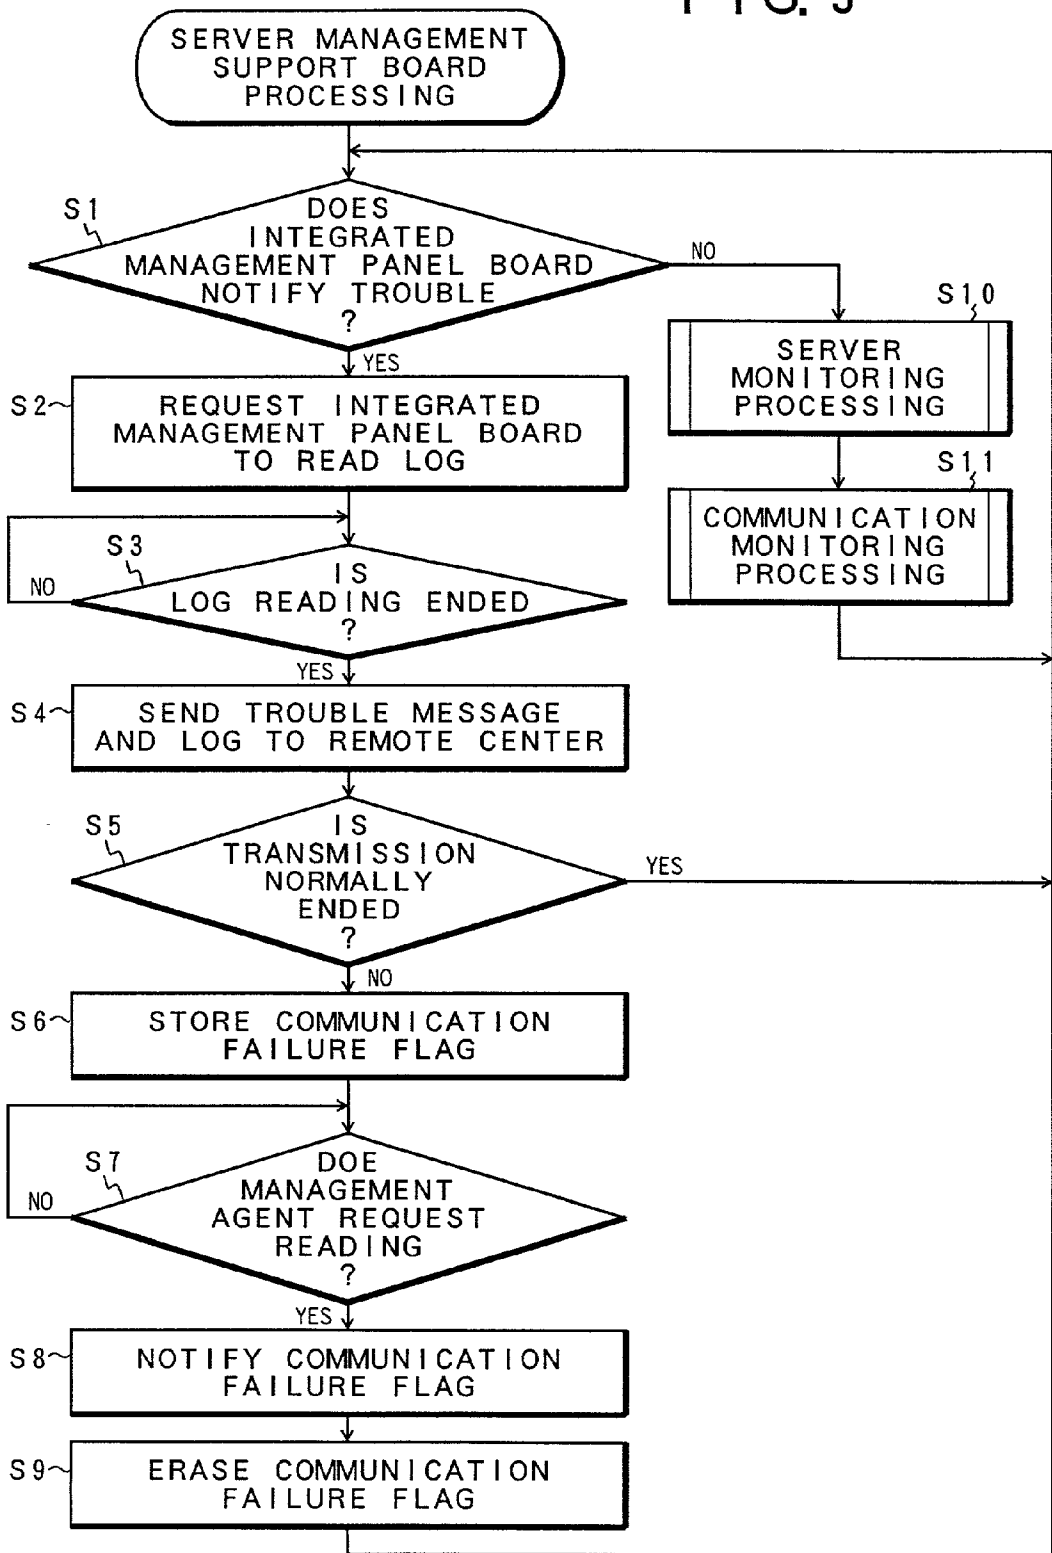 SERVER MANAGEMENT
SUPPORT BOARD
PROCESSING
S1
DOES
INTEGRATED
MANAGEMENT PANEL BOARD
NOTIFY TROUBLE
?
NO
YES
S10
SERVER
MONITORING
PROCESSING
S2
REQUEST INTEGRATED
MANAGEMENT PANEL BOARD
TO READ LOG
S11
COMMUNICATION
MONITORING
PROCESSING
S3
NO
IS
LOG READING ENDED
?
YES
S4
SEND TROUBLE MESSAGE
AND LOG TO REMOTE CENTER
S5
IS
TRANSMISSION
NORMALLY
ENDED
?
YES
NO
S6
STORE COMMUNICATION
FAILURE FLAG
S7
NO
DOE
MANAGEMENT
AGENT REQUEST
READING
?
YES
S8
NOTIFY COMMUNICATION
FAILURE FLAG
S9
ERASE COMMUNICATION
FAILURE FLAG